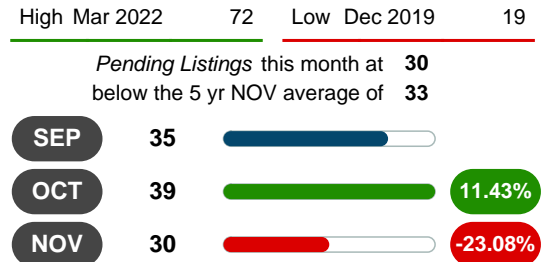 High Mar 2022 72 Low Dec 2019 19
Pending Listings this month at 30
below the 5 yr NOV average of 33
SEP 35
OCT 39 11.43%
NOV 30 -23.08%